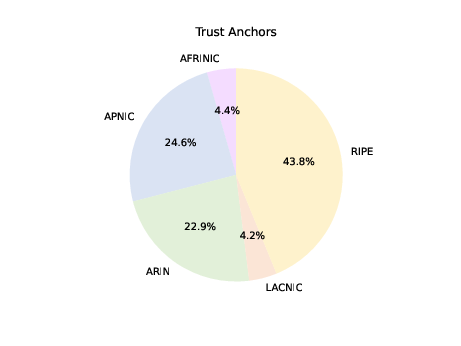 Trust Anchors
AFRINIC
4.4%
APNIC
24.6%
RIPE
43.8%
22.9%
ARIN
4.2%
LACNIC